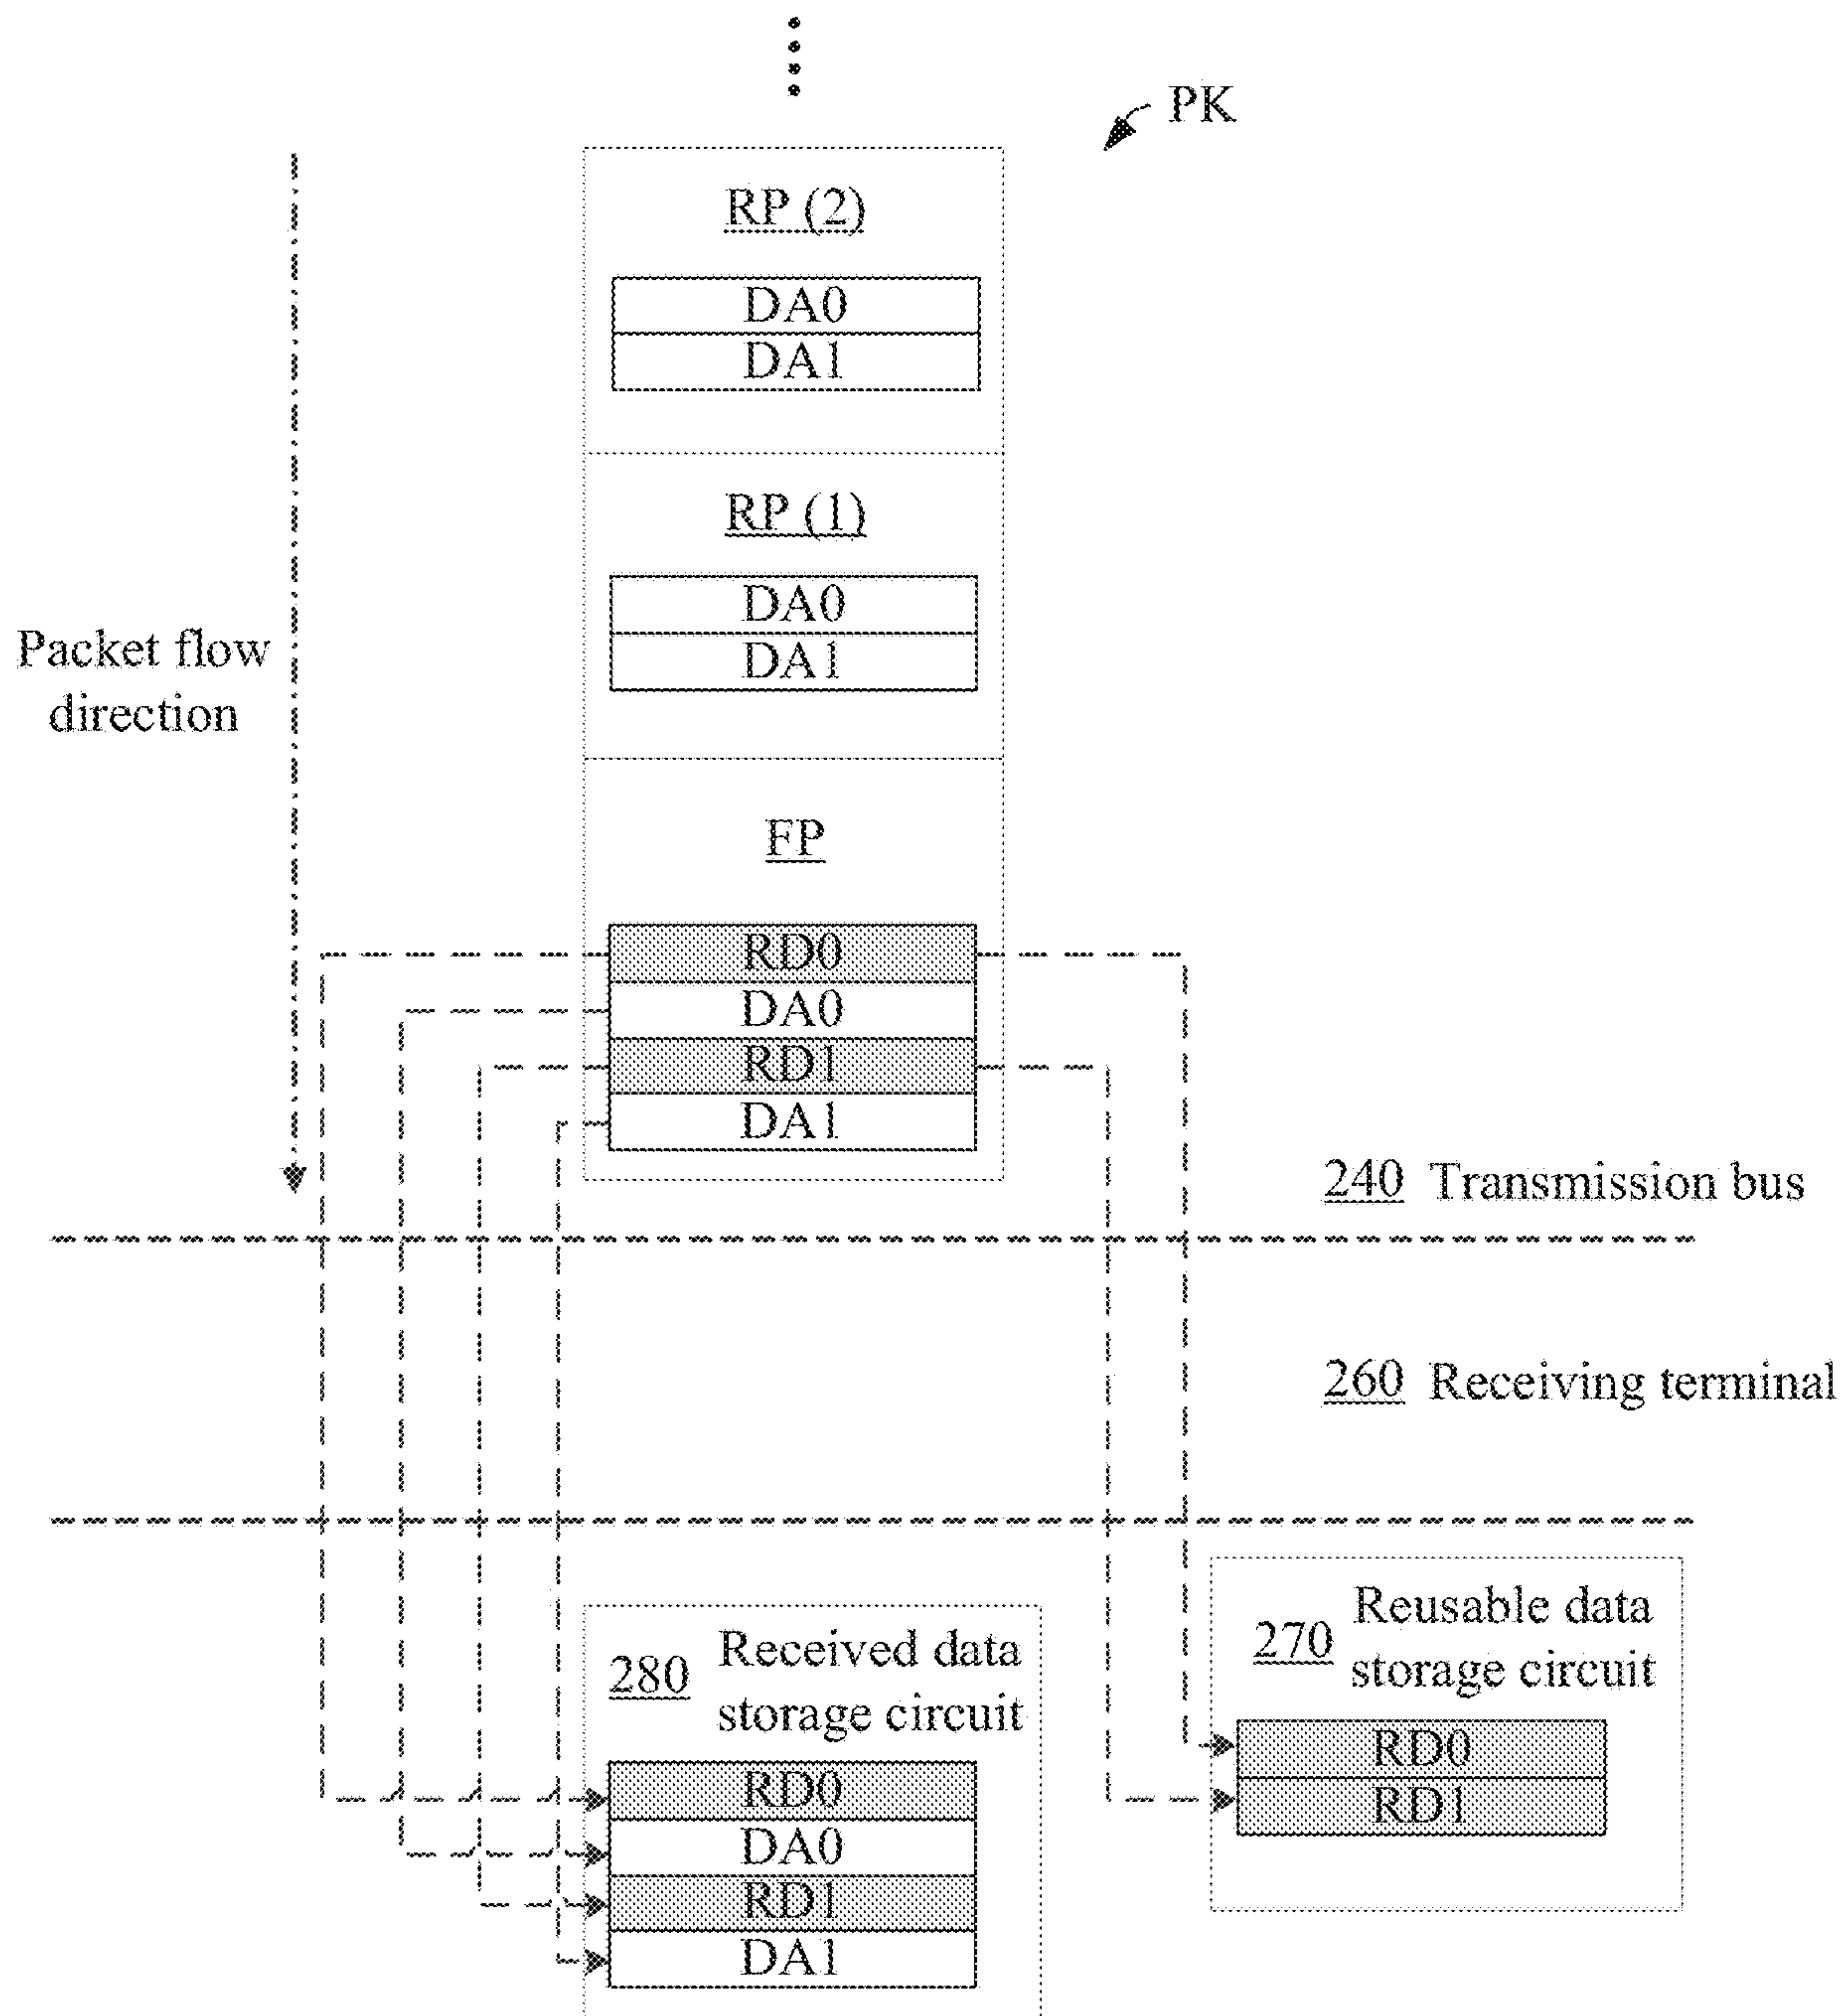 PK
RP (2)
DA0
DA1
RP (1)
DA0
DA1
Packet flow
direction
FP
RD0
DA0
RD1
DA1
240 Transmission bus
260 Receiving terminal
280 Received data
storage circuit
RD0
DA0
RD1
DA1
270 Reusable data
storage circuit
RD0
RD1